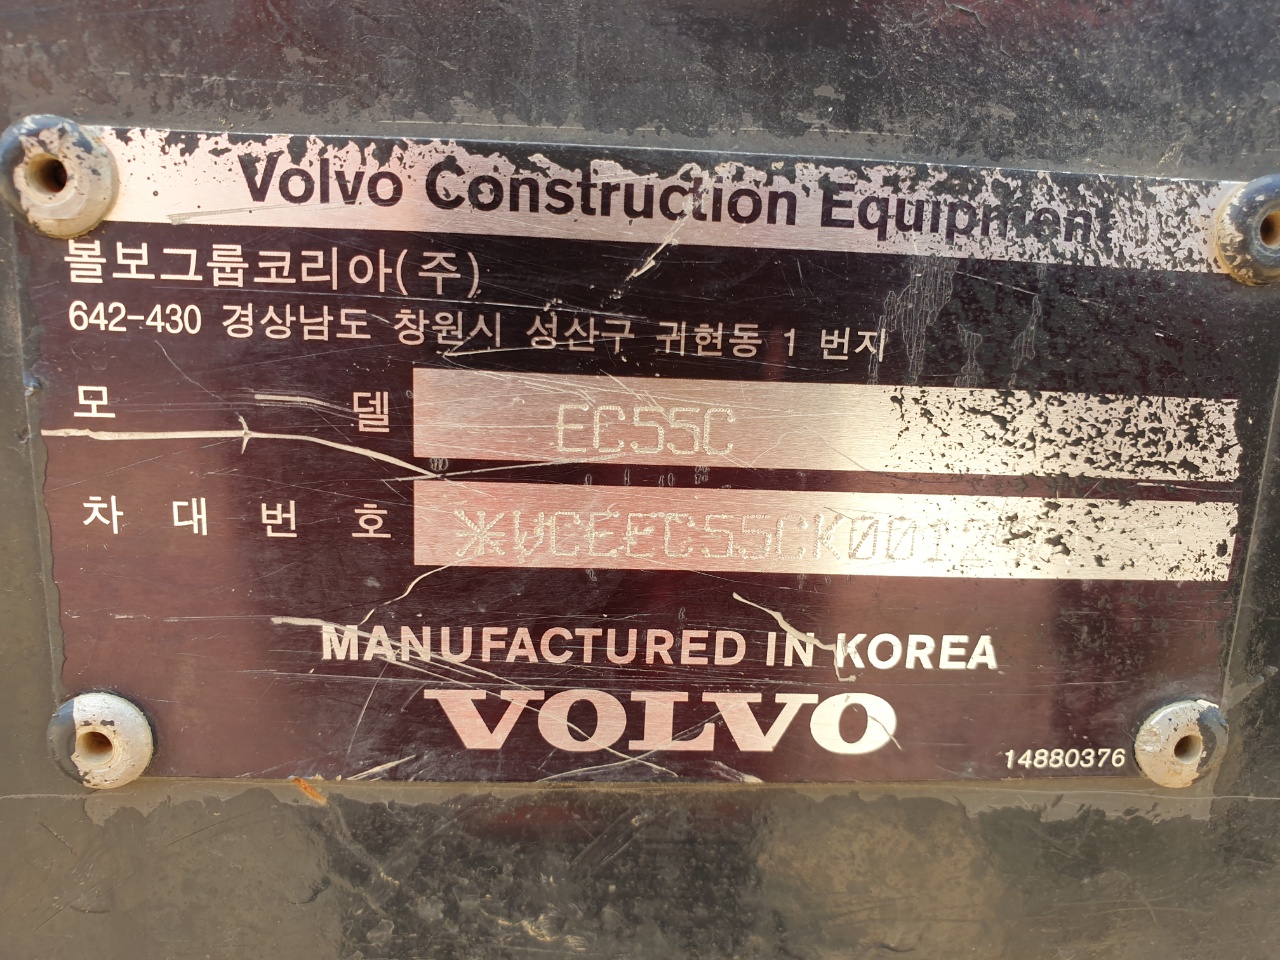 Volvo Construction Equipment
볼보그룹코리아(주)
642-430 경상남도 창원시 성산구 귀현동 1 번지
모 델 EC55C
차 대 번 호
MANUFACTURED IN KOREA
VOLVO
14880376